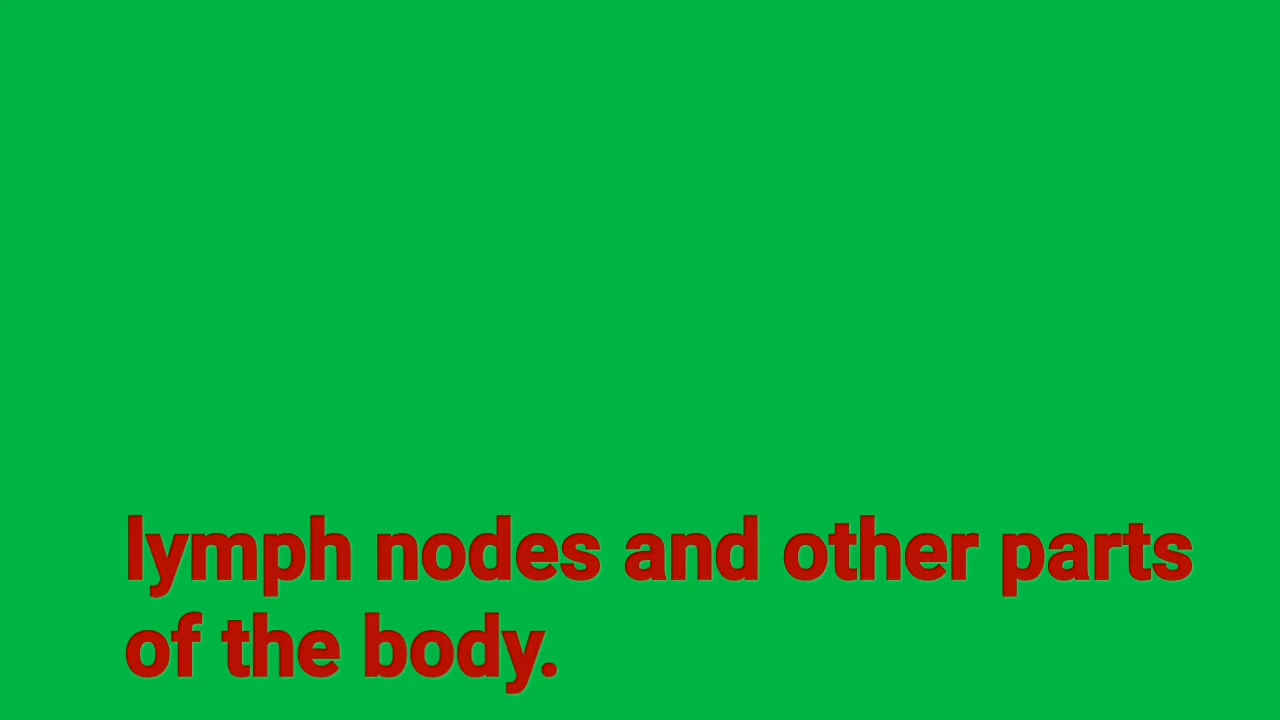 lymph nodes and other parts
of the body.